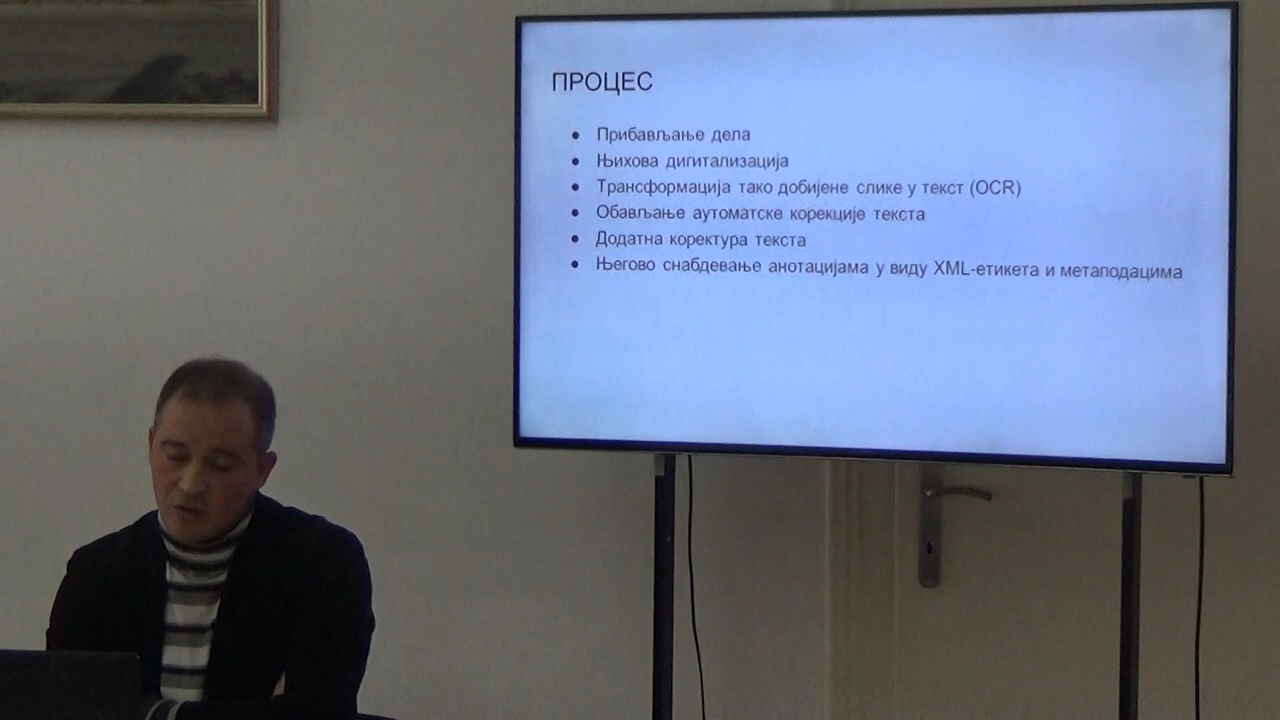 ПРОЦЕС
● Прибављање дела
● Њихова дигитализација
● Трансформација тако добијене слике у текст (OCR)
● Обављање аутоматске корекције текста
● Додатна коректура текста
● Његово снабдевање анотацијама у виду XML-етикета и метаподацима